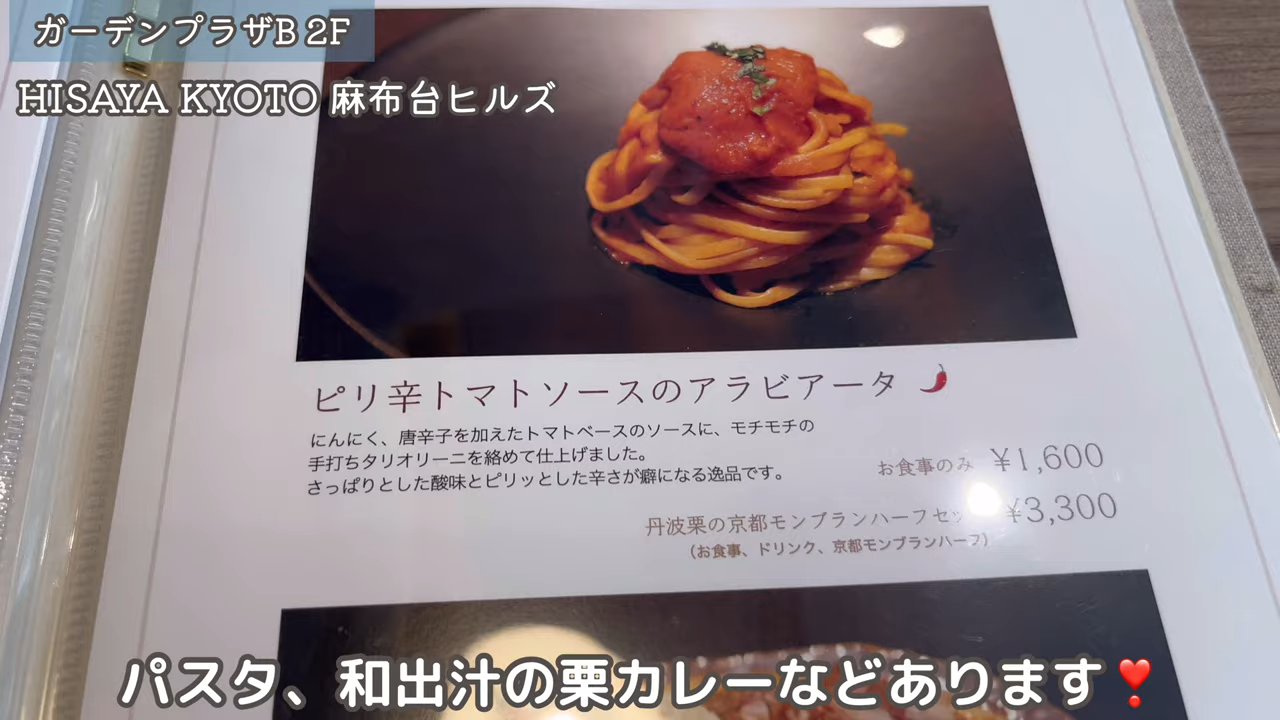 ガーデンプラザB 2F
HISAYA KYOTO 麻布台ヒルズ
ピリ辛トマトソースのアラビアータ
にんにく、唐辛子を加えたトマトベースのソースに、モチモチの
手打ちタリオリーニを絡めて仕上げました。
さっぱりとした酸味とピリッとした辛さが癖になる逸品です。
お食事のみ ¥1,600
丹波栗の京都モンブランハーフセッ ¥3,300
(お食事、ドリンク、京都モンブランハーフ)
パスタ、和出汁の栗カレーなどあります❣️